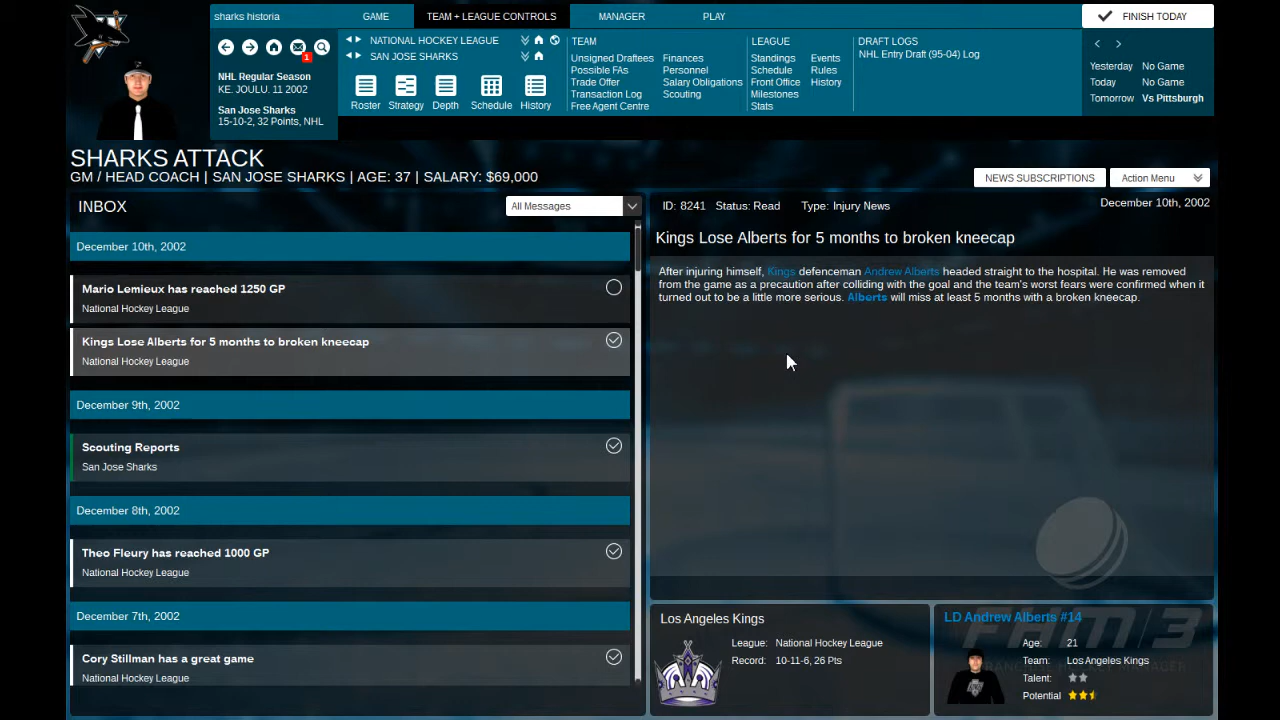 sharks historia
GAME
TEAM + LEAGUE CONTROLS
MANAGER
PLAY
FINISH TODAY
1
NHL Regular Season
KE. JOULU. 11 2002
San Jose Sharks
15-10-2, 32 Points, NHL
NATIONAL HOCKEY LEAGUE
SAN JOSE SHARKS
Roster
Strategy
Depth
Schedule
History
TEAM
Unsigned Draftees
Possible FAs
Trade Offer
Transaction Log
Free Agent Centre
Finances
Personnel
Salary Obligations
Scouting
LEAGUE
Standings
Schedule
Front Office
Milestones
Stats
Events
Rules
History
DRAFT LOGS
NHL Entry Draft (95-04) Log
Yesterday No Game
Today No Game
Tomorrow Vs Pittsburgh
SHARKS ATTACK
GM / HEAD COACH | SAN JOSE SHARKS | AGE: 37 | SALARY: $69,000
NEWS SUBSCRIPTIONS
Action Menu
INBOX
All Messages
December 10th, 2002
Mario Lemieux has reached 1250 GP
National Hockey League
Kings Lose Alberts for 5 months to broken kneecap
National Hockey League
December 9th, 2002
Scouting Reports
San Jose Sharks
December 8th, 2002
Theo Fleury has reached 1000 GP
National Hockey League
December 7th, 2002
Cory Stillman has a great game
National Hockey League
ID: 8241 Status: Read Type: Injury News
December 10th, 2002
Kings Lose Alberts for 5 months to broken kneecap
After injuring himself, Kings defenceman Andrew Alberts headed straight to the hospital. He was removed
from the game as a precaution after colliding with the goal and the team's worst fears were confirmed when it
turned out to be a little more serious. Alberts will miss at least 5 months with a broken kneecap.
Los Angeles Kings
League: National Hockey League
Record: 10-11-6, 26 Pts
LD Andrew Alberts #14
Age: 21
Team: Los Angeles Kings
Talent:
Potential
FHM/3
FRANCHISE HOCKEY MANAGER